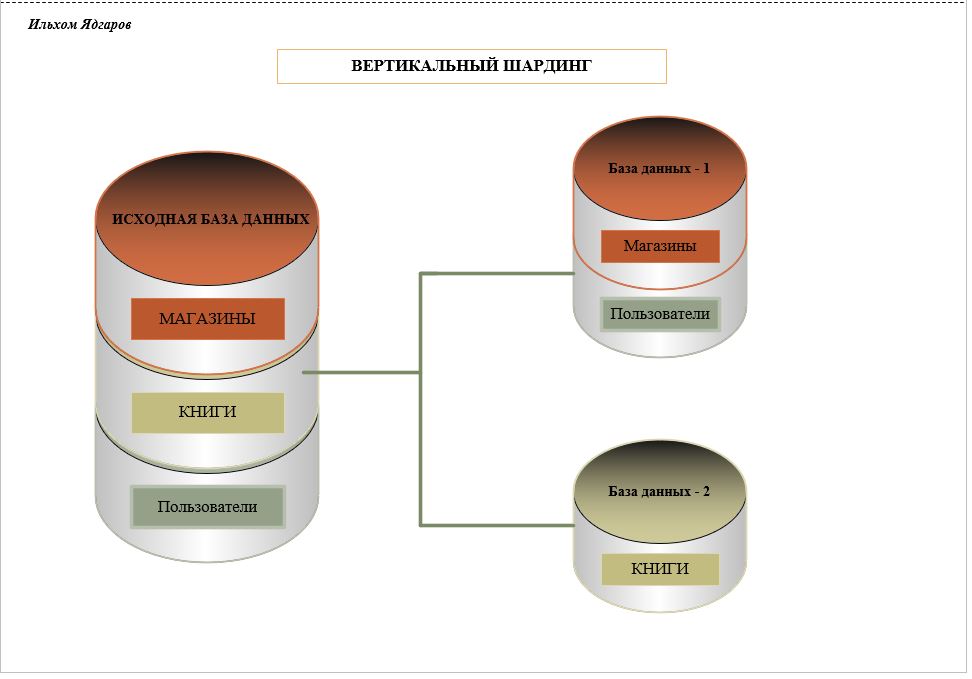 Ильхом Ядгаров
ВЕРТИКАЛЬНЫЙ ШАРДИНГ
ИСХОДНАЯ БАЗА ДАННЫХ
МАГАЗИНЫ
КНИГИ
Пользователи
База данных - 1
Магазины
Пользователи
База данных - 2
КНИГИ